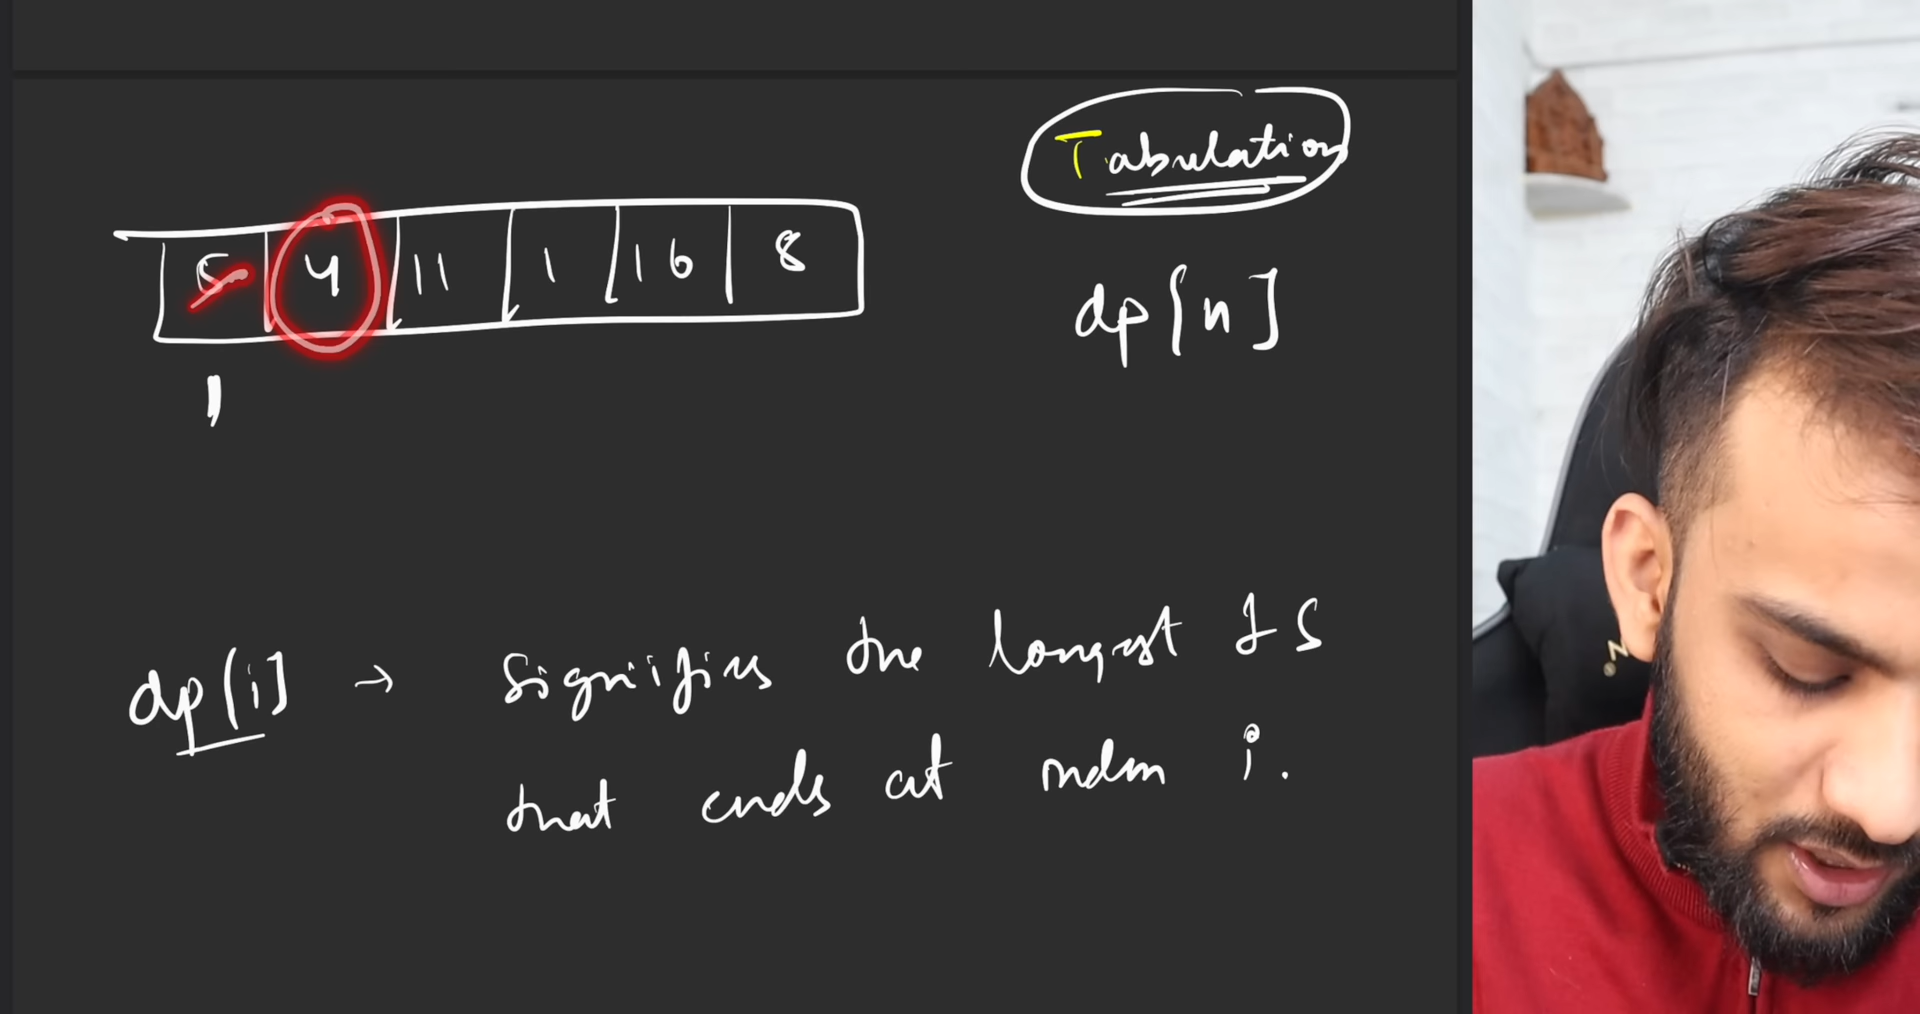 Tabulation
5 4 11 1 16 8
dp[n]
1
dp[i] → Signifies the longest IS
that ends at index i.